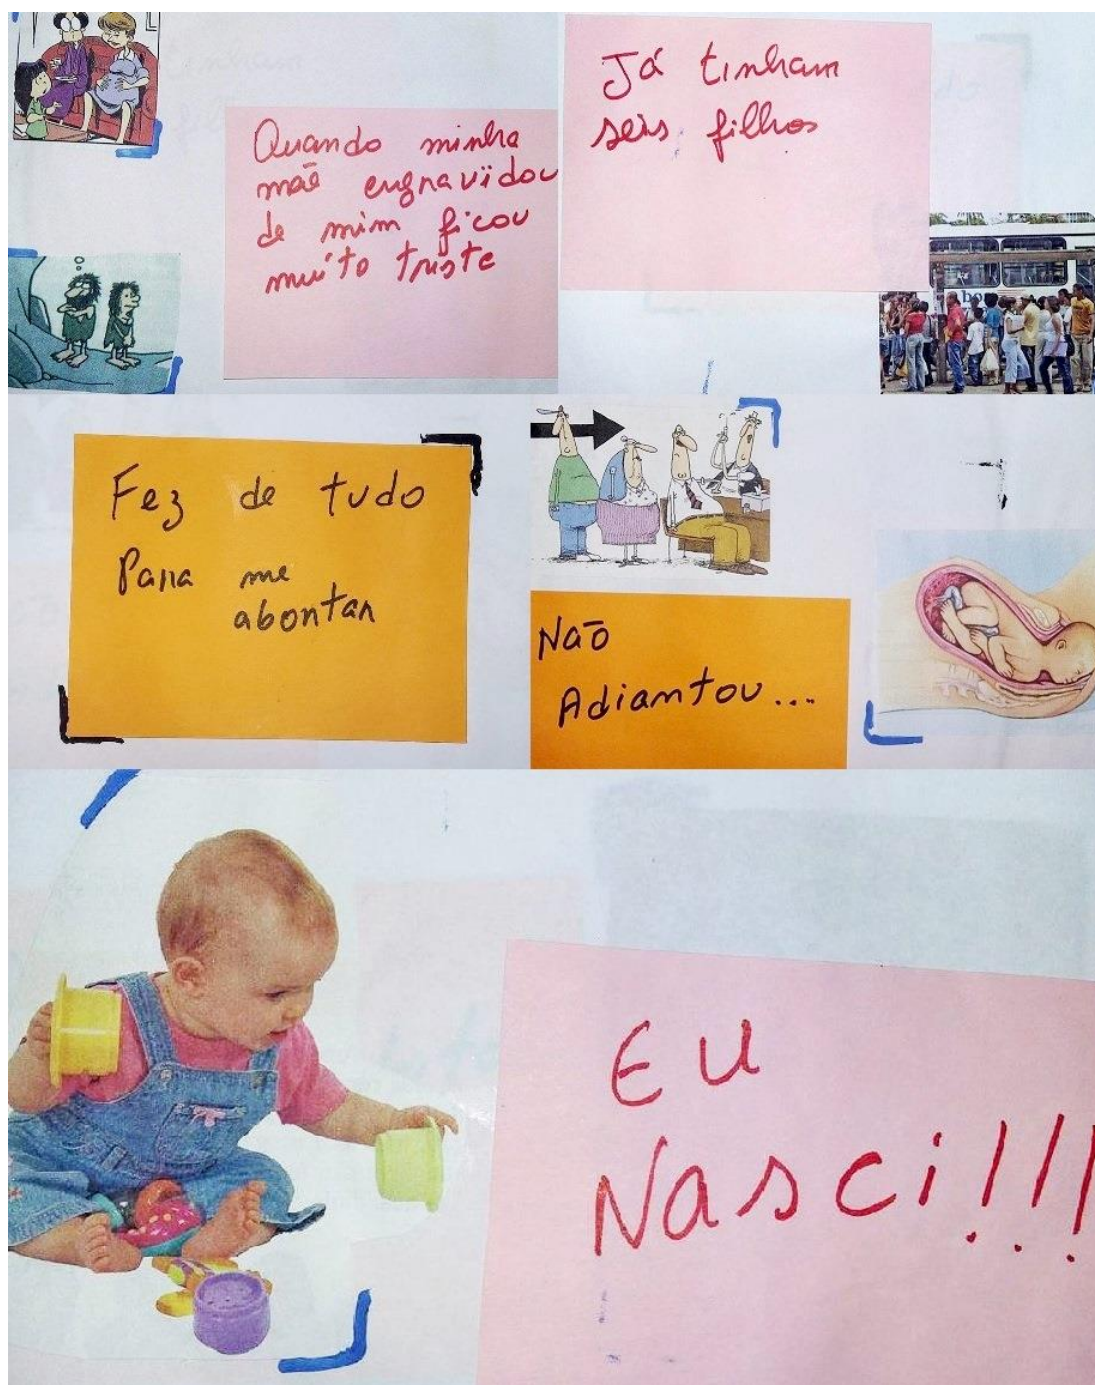 Quando minha
mãe engravidou
de mim ficou
muito triste
Já tinham
seis filhos
Fez de tudo
Para me
abortar
Não
Adiantou...
Eu
Nasci!!!